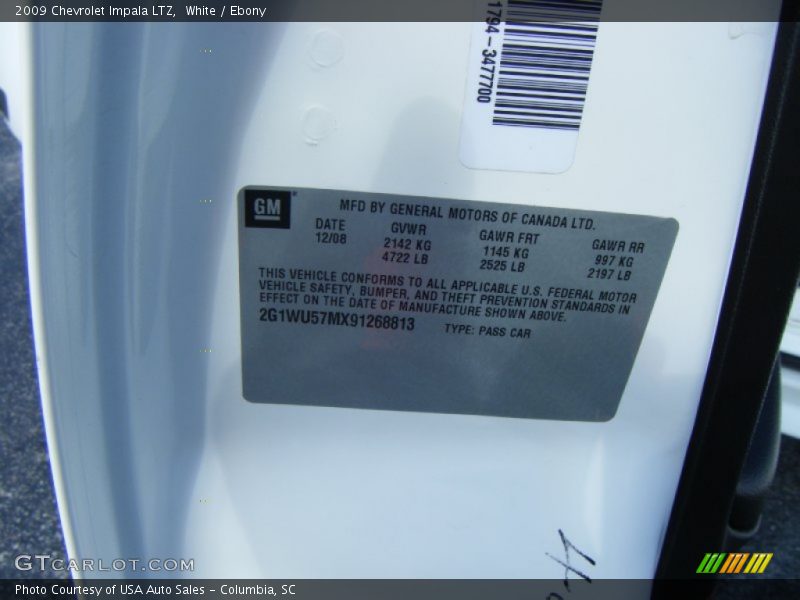 2009 Chevrolet Impala LTZ, White / Ebony
1794-3477700
GM
MFD BY GENERAL MOTORS OF CANADA LTD.
DATE GVWR GAWR FRT GAWR RR
12/08 2142 KG 1145 KG 997 KG
4722 LB 2525 LB 2197 LB
THIS VEHICLE CONFORMS TO ALL APPLICABLE U.S. FEDERAL MOTOR
VEHICLE SAFETY, BUMPER, AND THEFT PREVENTION STANDARDS IN
EFFECT ON THE DATE OF MANUFACTURE SHOWN ABOVE.
2G1WU57MX91268813 TYPE: PASS CAR
GTCarlot.com
Photo Courtesy of USA Auto Sales - Columbia, SC